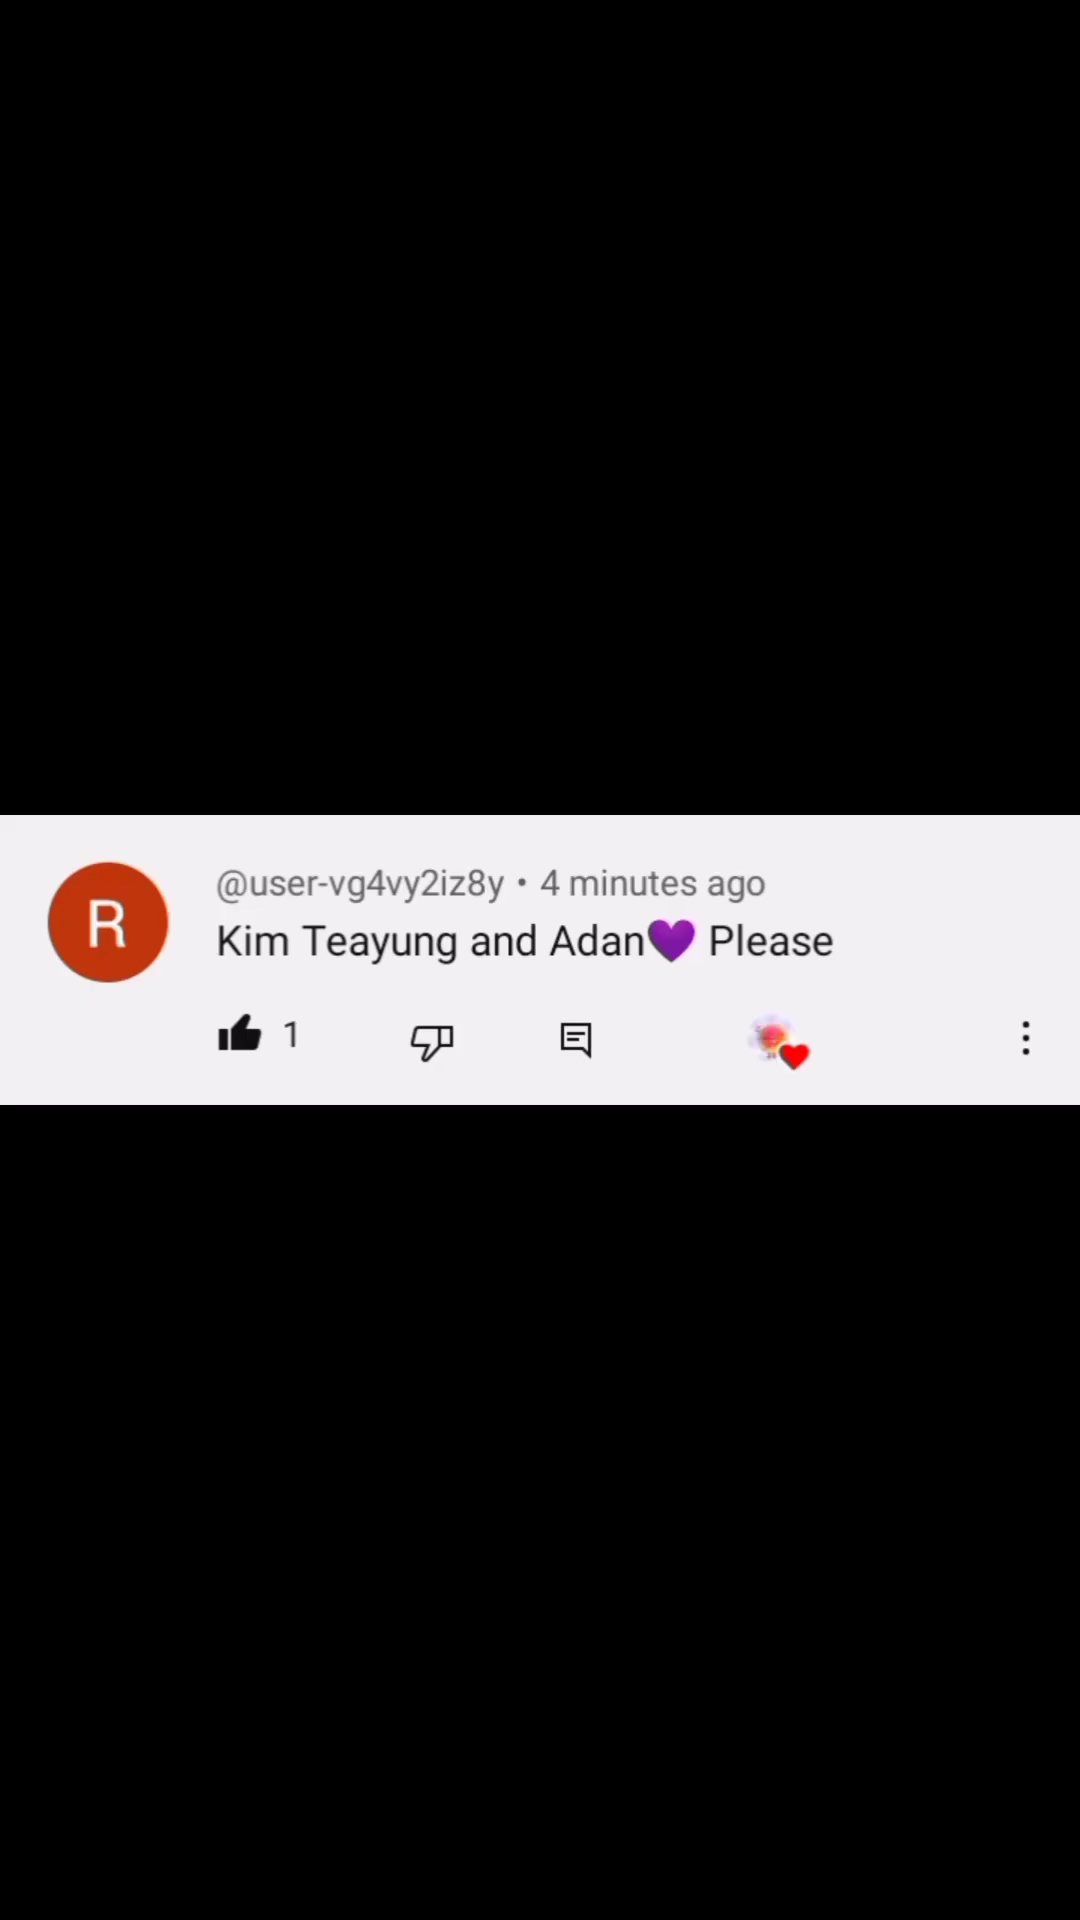 R
@user-vg4vy2iz8y • 4 minutes ago
Kim Teayung and Adan💜 Please
1